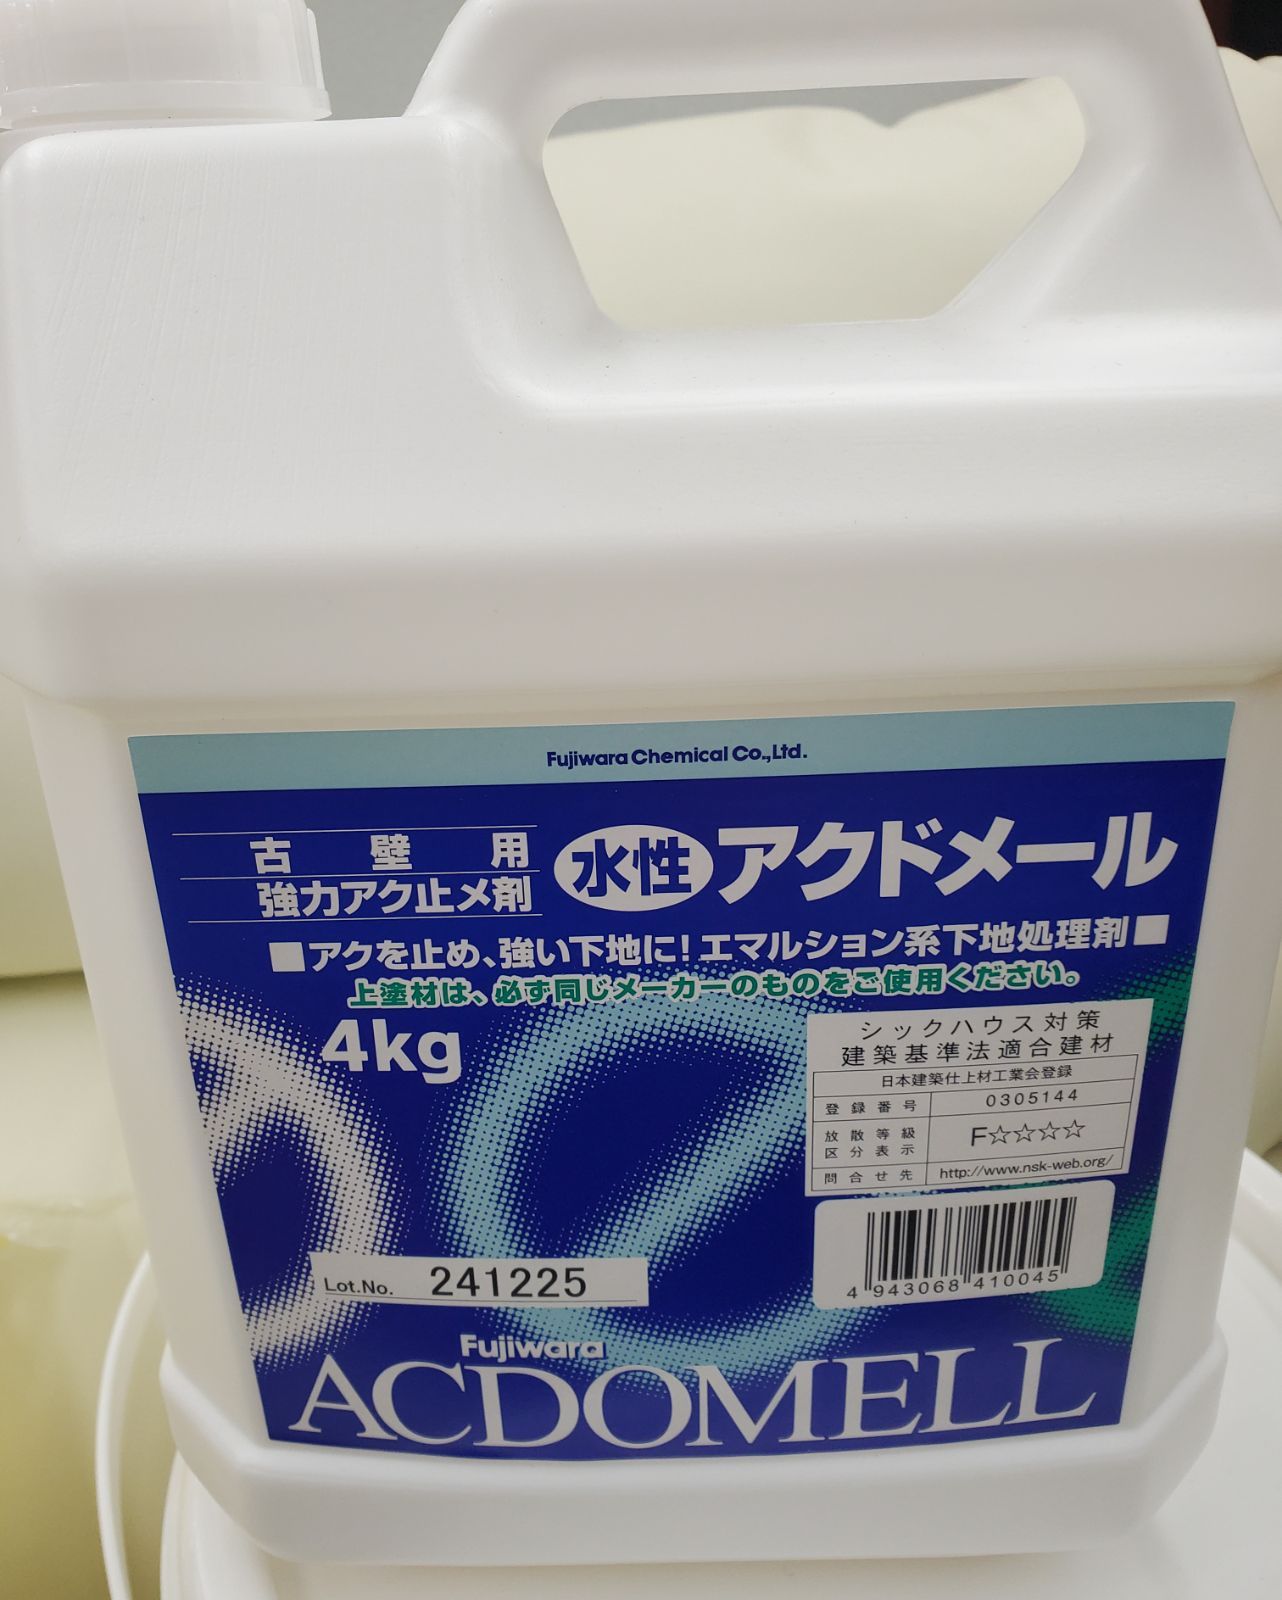 Fujiwara Chemical Co.,Ltd.
古壁用
強力アク止メ剤
水性アクドメール
■アクを止め、強い下地に!エマルション系下地処理剤■
上塗材は、必ず同じメーカーのものをご使用ください。
4kg
シックハウス対策
建築基準法適合建材
日本建築仕上材工業会登録
登録番号 0305144
放散等級
区分表示 F☆☆☆☆
問合せ先 http://www.nsk-web.org/
4 943068 410045
Lot.No. 241225
Fujiwara
ACDOMELL